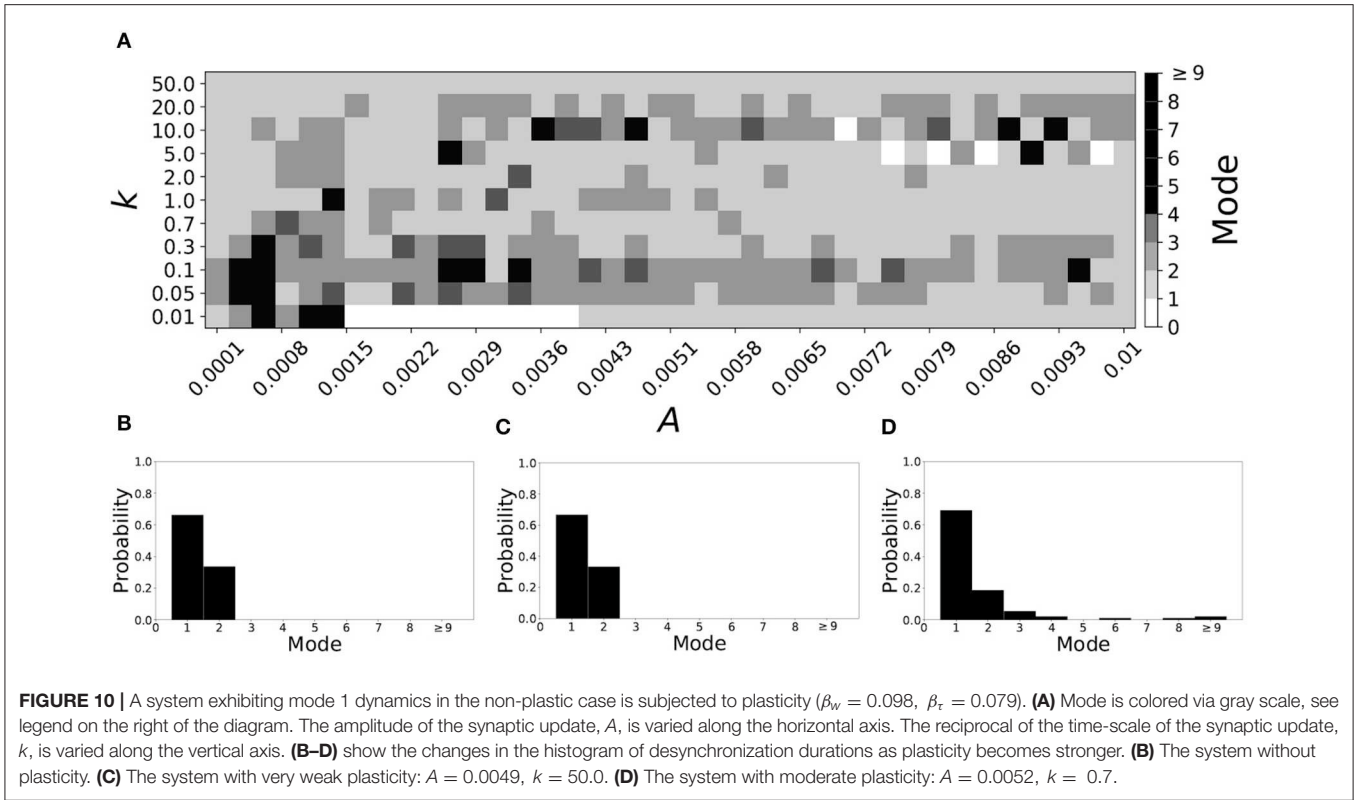 A
50.0
20.0
10.0
5.0
2.0
1.0
0.7
0.3
0.1
0.05
0.01
k
≥ 9
8
7
6
5
4
3
2
1
0
Mode
0.0001 0.0008 0.0015 0.0022 0.0029 0.0036 0.0043 0.0051 0.0058 0.0065 0.0072 0.0079 0.0086 0.0093 0.01
A
B
1.0
0.8
0.6
0.4
0.2
0.0
Probability
0 1 2 3 4 5 6 7 8 ≥ 9
Mode
C
1.0
0.8
0.6
0.4
0.2
0.0
Probability
0 1 2 3 4 5 6 7 8 ≥ 9
Mode
D
1.0
0.8
0.6
0.4
0.2
0.0
Probability
0 1 2 3 4 5 6 7 8 ≥ 9
Mode
FIGURE 10 | A system exhibiting mode 1 dynamics in the non-plastic case is subjected to plasticity (βw = 0.098, βτ = 0.079). (A) Mode is colored via gray scale, see
legend on the right of the diagram. The amplitude of the synaptic update, A, is varied along the horizontal axis. The reciprocal of the time-scale of the synaptic update,
k, is varied along the vertical axis. (B–D) show the changes in the histogram of desynchronization durations as plasticity becomes stronger. (B) The system without
plasticity. (C) The system with very weak plasticity: A = 0.0049, k = 50.0. (D) The system with moderate plasticity: A = 0.0052, k = 0.7.